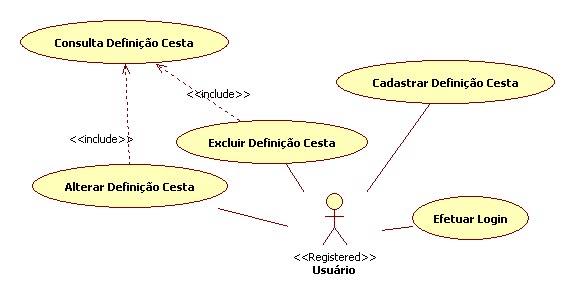 Consulta Definição Cesta
Cadastrar Definição Cesta
<<include>>
<<include>>
Excluir Definição Cesta
Alterar Definição Cesta
Efetuar Login
<<Registered>>
Usuário